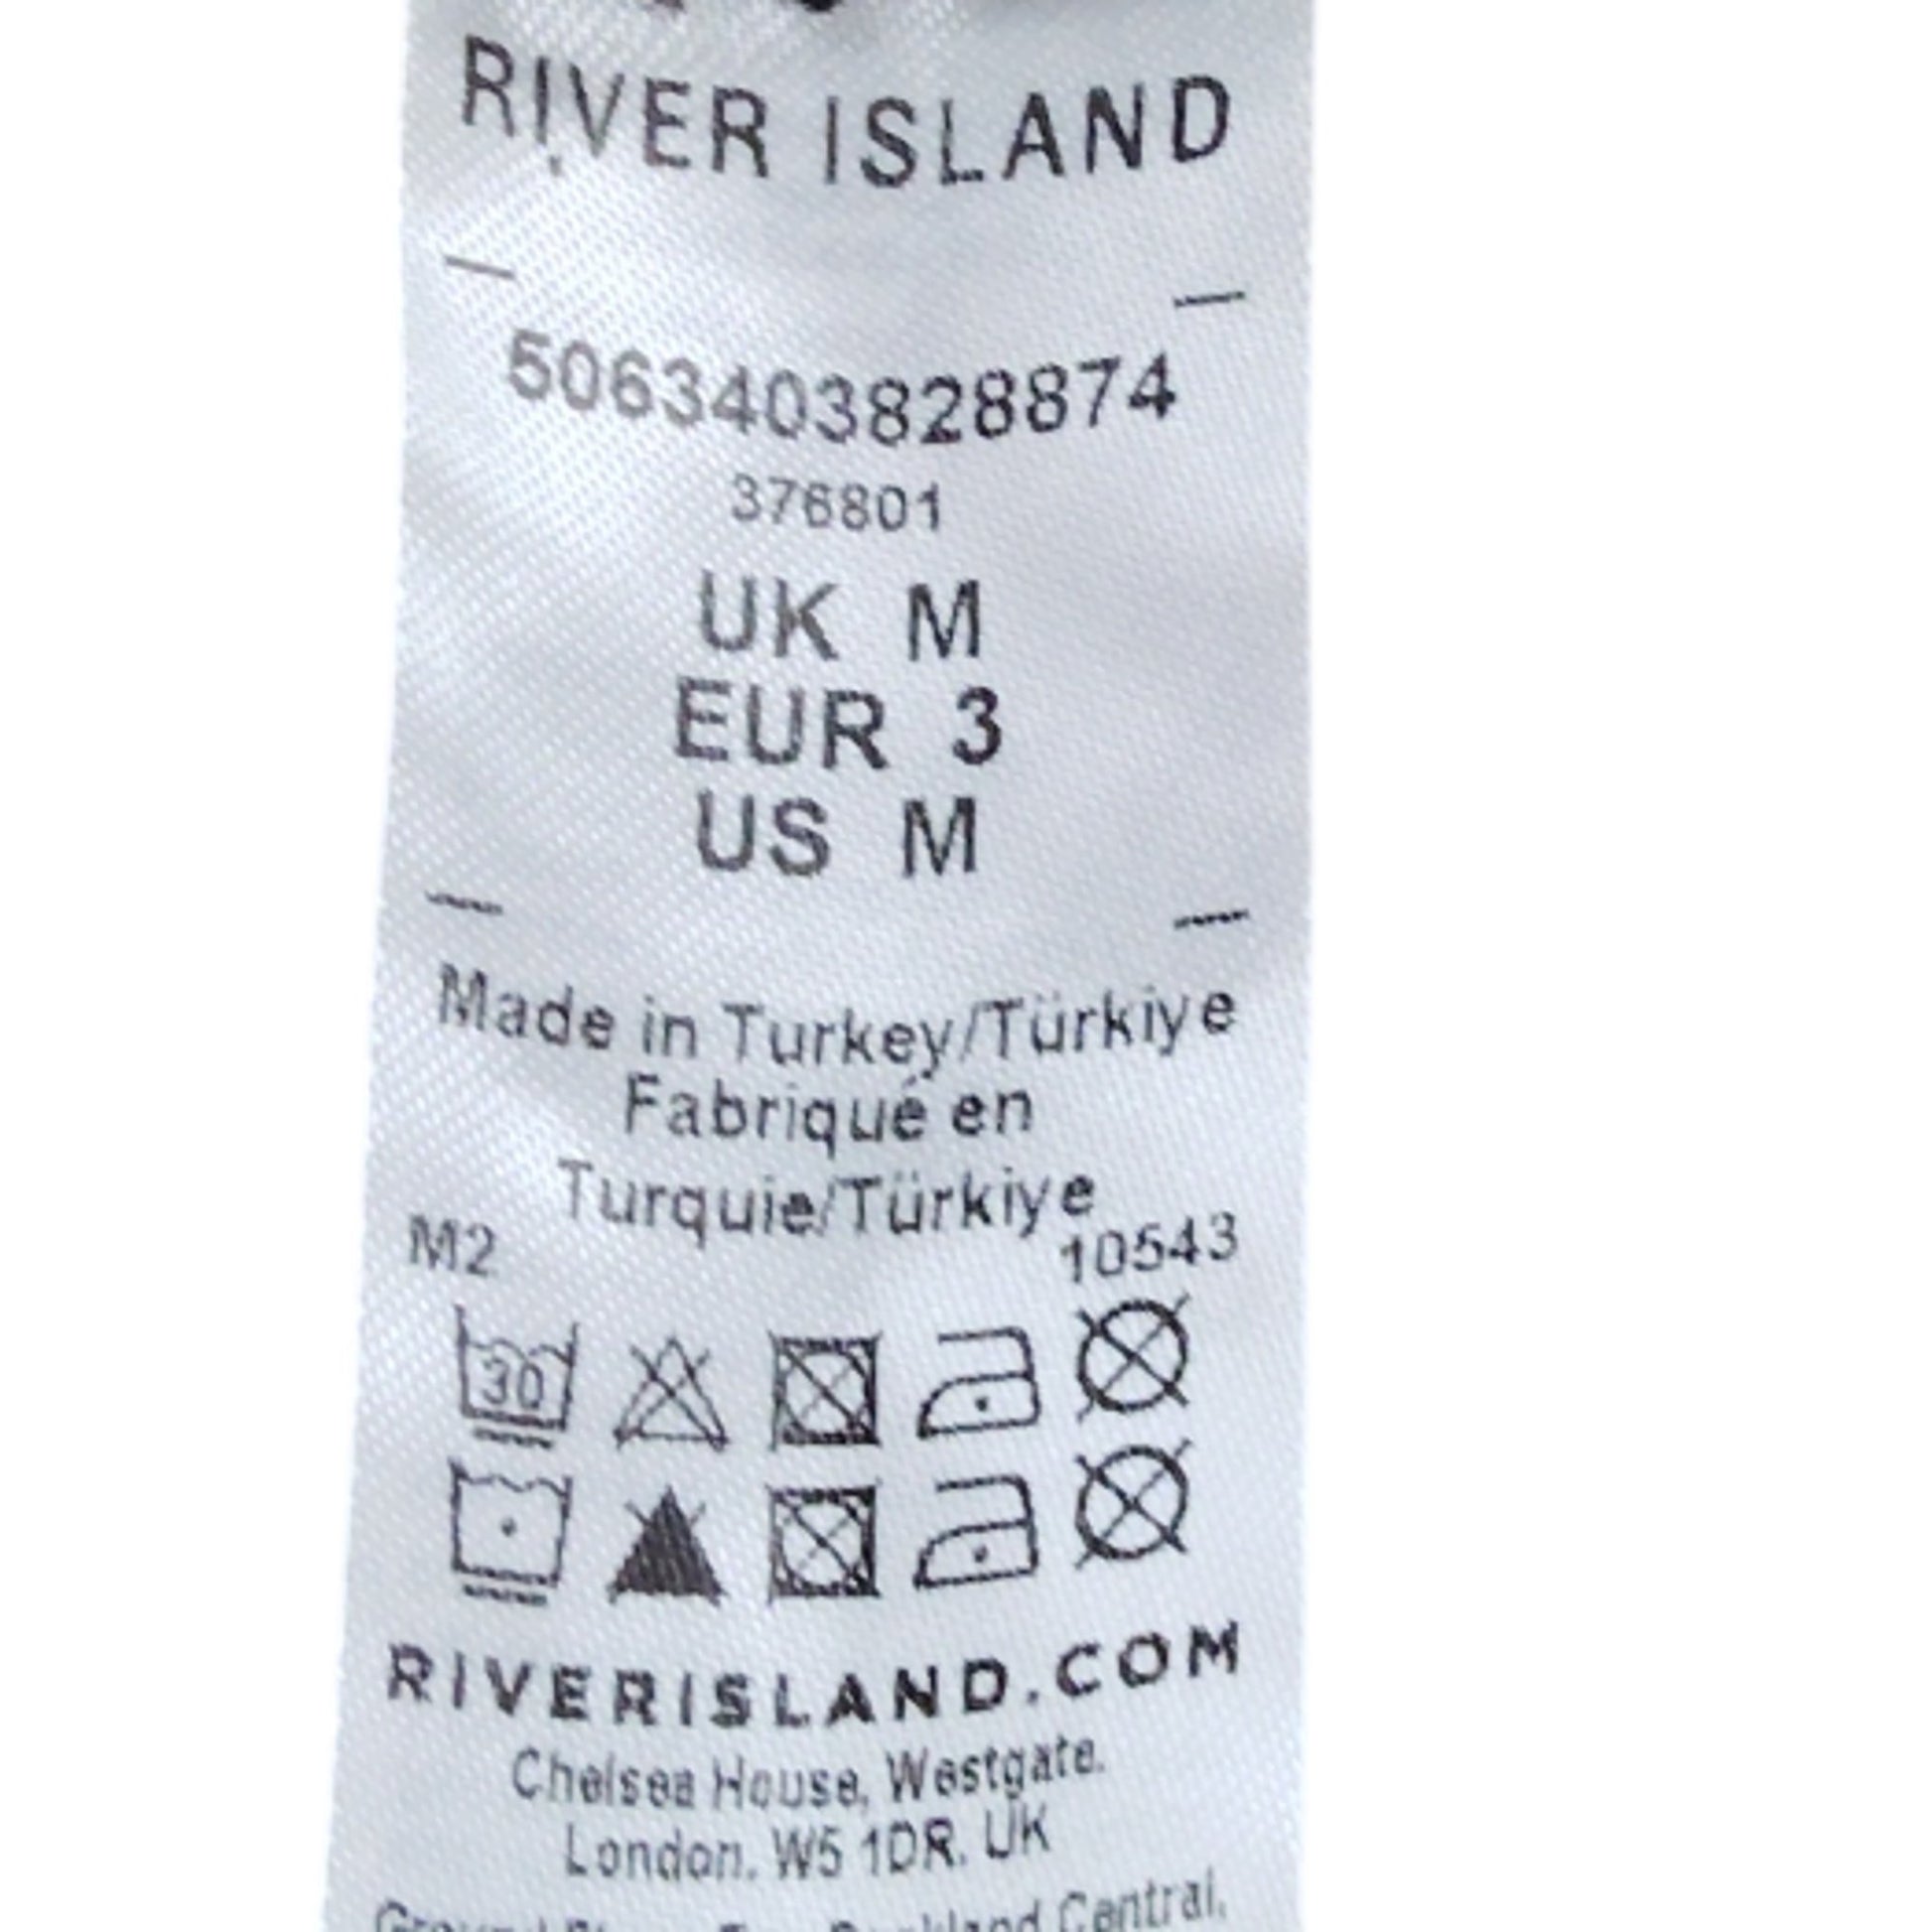 RIVER ISLAND
5063403828874
376801
UK M
EUR 3
US M
Made in Turkey/Türkiye
Fabriqué en
Turquie/Türkiye
M2
10543
30
RIVERISLAND.COM
Chelsea House, Westgate.
London. W5 1DR. UK
Central,